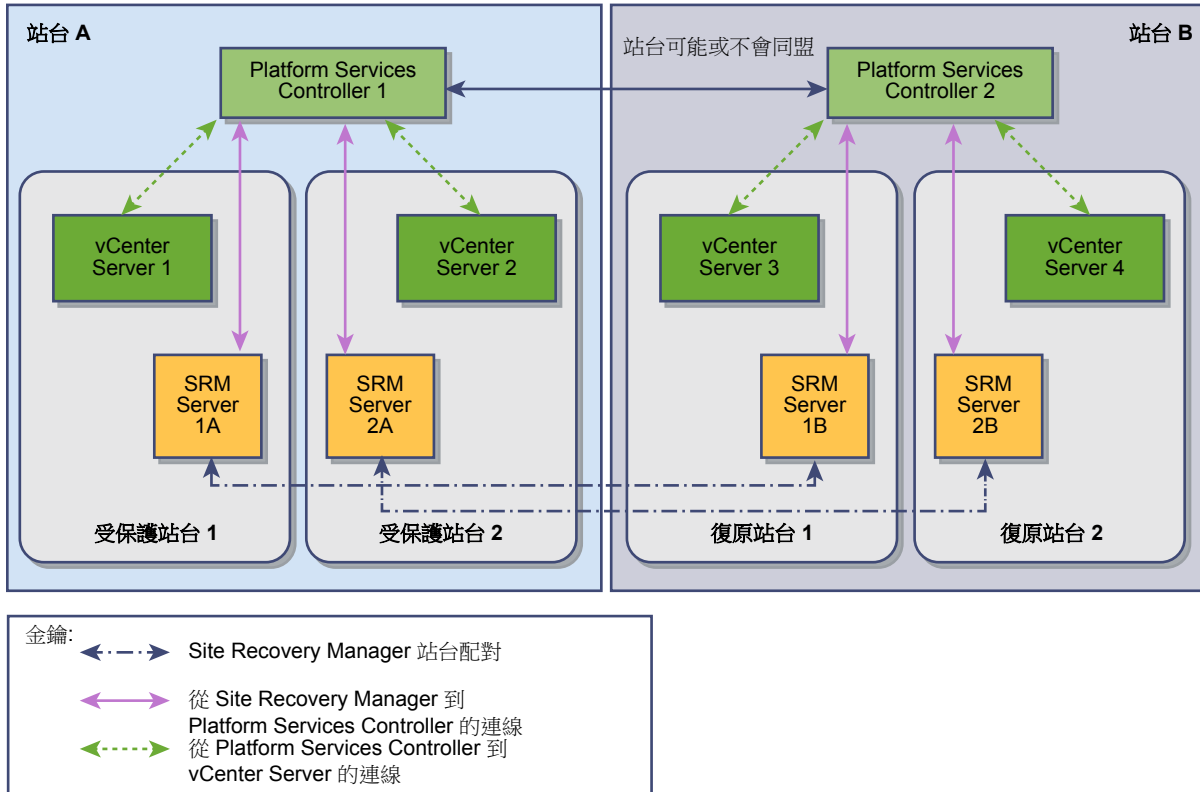 站台 A
站台 B
站台可能或不會同盟
Platform Services
Controller 1
Platform Services
Controller 2
vCenter
Server 1
vCenter
Server 2
vCenter
Server 3
vCenter
Server 4
SRM
Server
1A
SRM
Server
2A
SRM
Server
1B
SRM
Server
2B
受保護站台 1
受保護站台 2
復原站台 1
復原站台 2
金鑰:
Site Recovery Manager 站台配對
從 Site Recovery Manager 到
Platform Services Controller 的連線
從 Platform Services Controller 到
vCenter Server 的連線